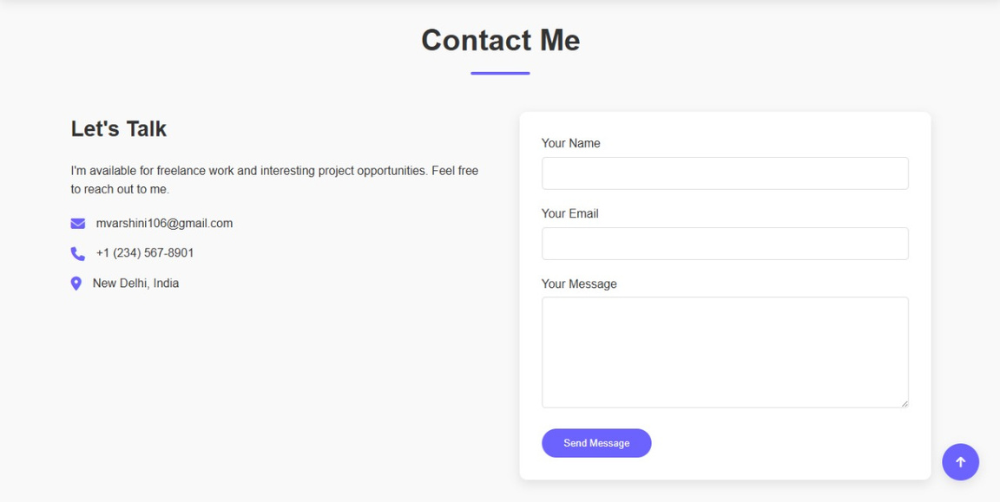 Contact Me
Let's Talk
I'm available for freelance work and interesting project opportunities. Feel free
to reach out to me.
mvarshini106@gmail.com
+1 (234) 567-8901
New Delhi, India
Your Name
Your Email
Your Message
Send Message